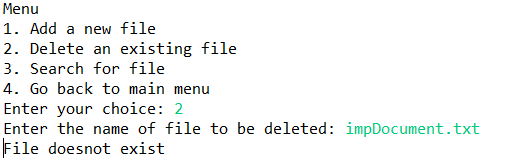 Menu
1. Add a new file
2. Delete an existing file
3. Search for file
4. Go back to main menu
Enter your choice: 2
Enter the name of file to be deleted: impDocument.txt
File doesnot exist